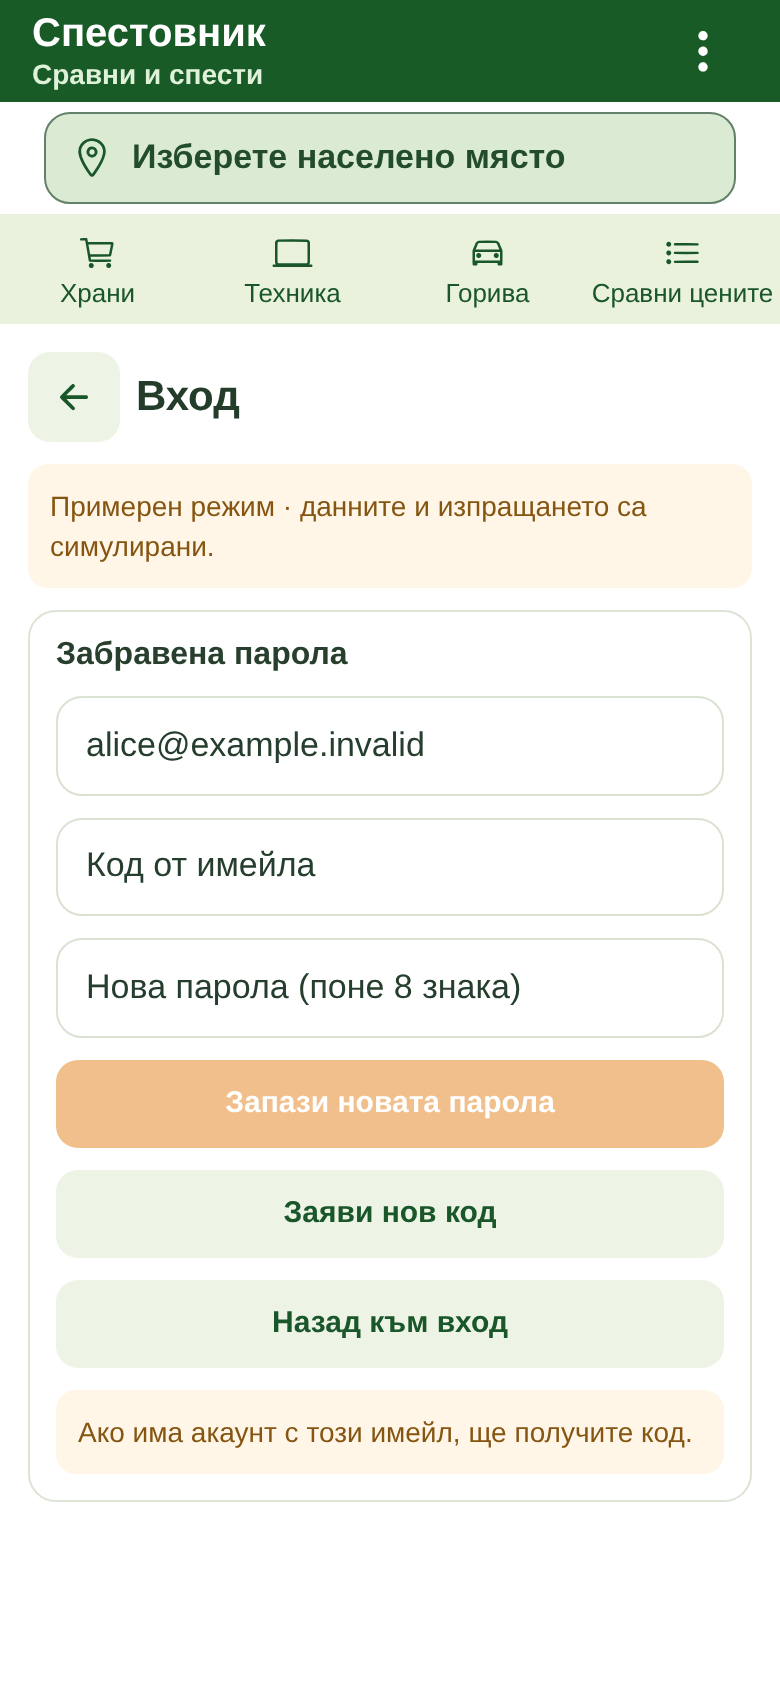 Спестовник
Сравни и спести
Изберете населено място
Храни
Техника
Горива
Сравни цените
Вход
Примерен режим · данните и изпращането са
симулирани.
Забравена парола
alice@example.invalid
Код от имейла
Нова парола (поне 8 знака)
Запази новата парола
Заяви нов код
Назад към вход
Ако има акаунт с този имейл, ще получите код.